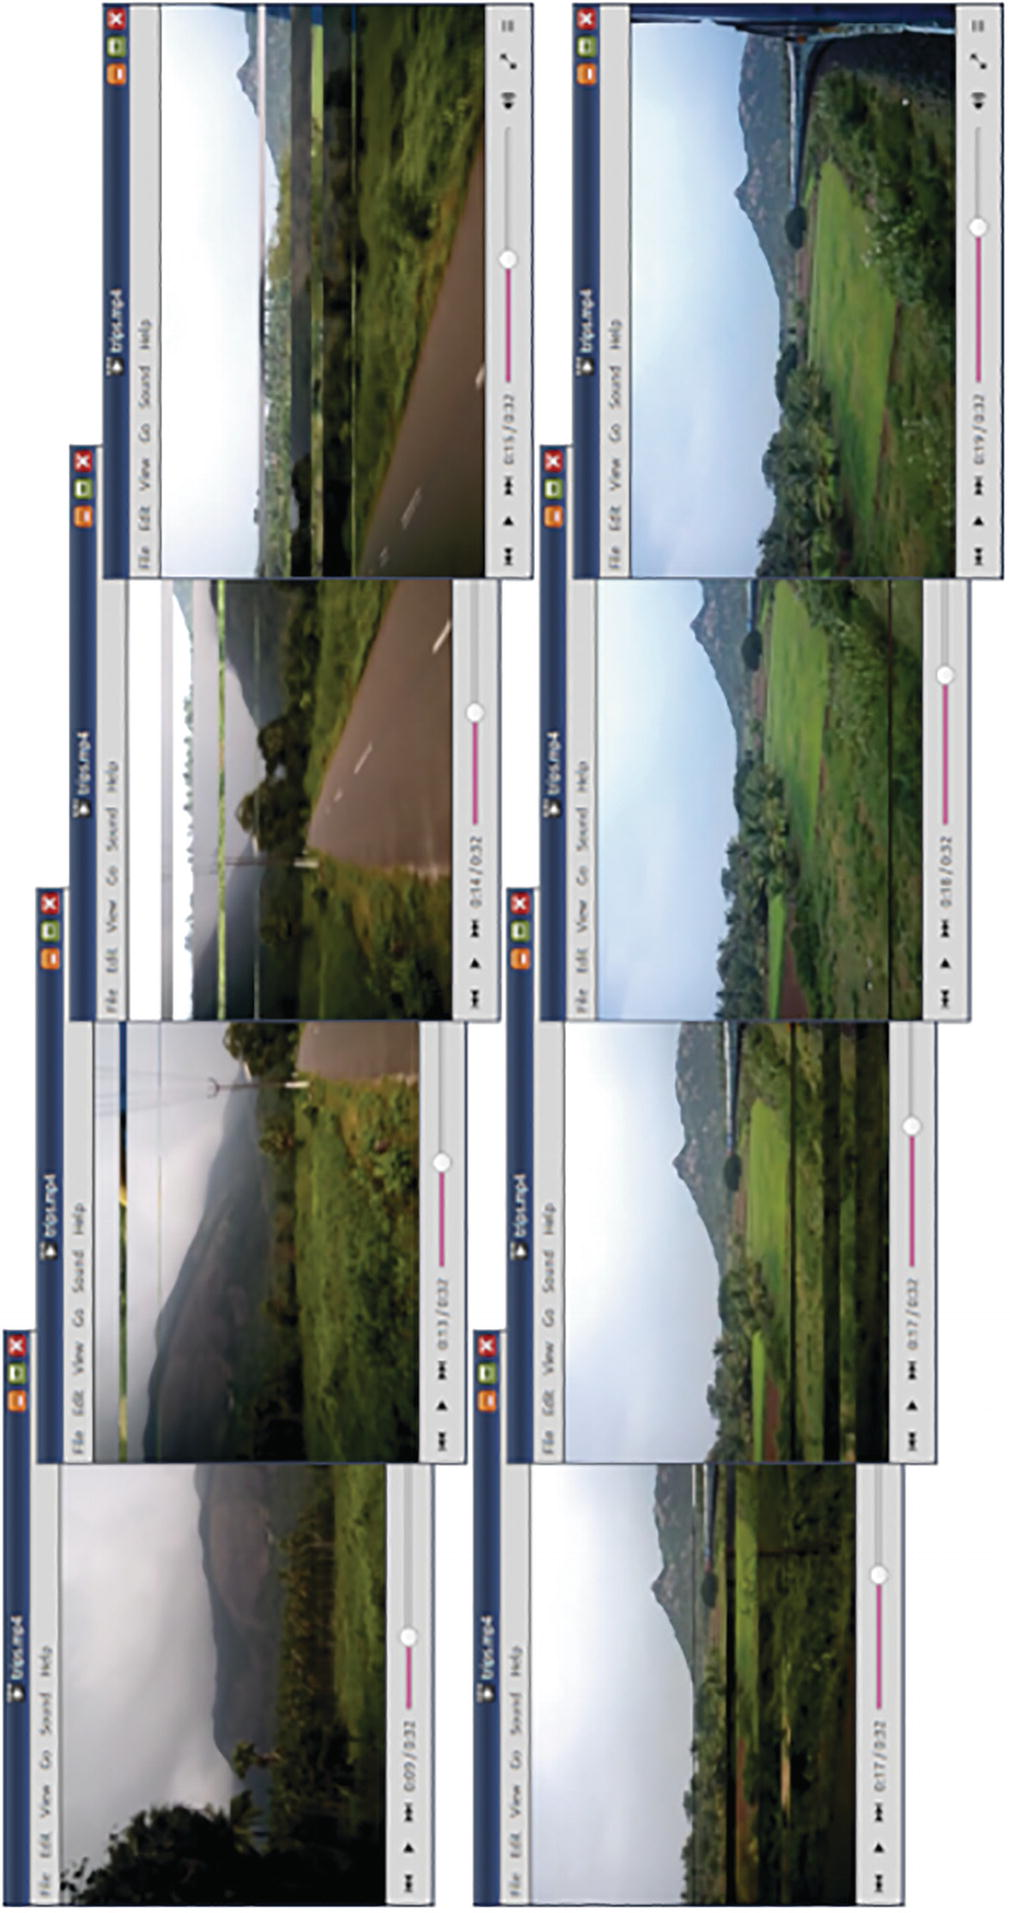 trips.mp4
File Edit View Go Sound Help
0:09 / 0:32
trips.mp4
File Edit View Go Sound Help
0:13 / 0:32
trips.mp4
File Edit View Go Sound Help
0:14 / 0:32
trips.mp4
File Edit View Go Sound Help
0:15 / 0:32
trips.mp4
File Edit View Go Sound Help
0:17 / 0:32
trips.mp4
File Edit View Go Sound Help
0:17 / 0:32
trips.mp4
File Edit View Go Sound Help
0:18 / 0:32
trips.mp4
File Edit View Go Sound Help
0:19 / 0:32